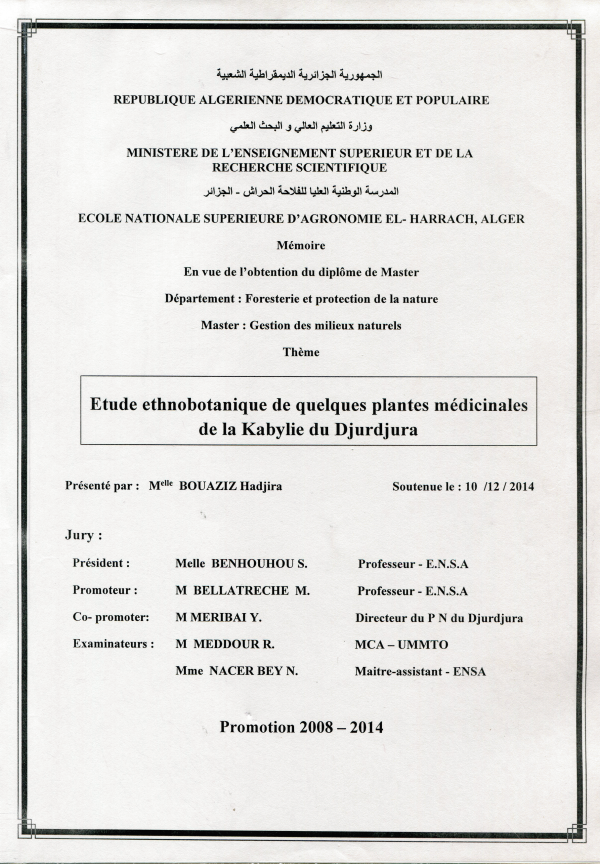 الجمهورية الجزائرية الديمقراطية الشعبية
REPUBLIQUE ALGERIENNE DEMOCRATIQUE ET POPULAIRE
وزارة التعليم العالي و البحث العلمي
MINISTERE DE L'ENSEIGNEMENT SUPERIEUR ET DE LA
RECHERCHE SCIENTIFIQUE
المدرسة الوطنية العليا للفلاحة الحراش - الجزائر
ECOLE NATIONALE SUPERIEURE D'AGRONOMIE EL- HARRACH, ALGER
Mémoire
En vue de l'obtention du diplôme de Master
Département : Foresterie et protection de la nature
Master : Gestion des milieux naturels
Thème
Etude ethnobotanique de quelques plantes médicinales
de la Kabylie du Djurdjura
Présenté par : Melle BOUAZIZ Hadjira Soutenue le : 10 /12 / 2014
Jury :
Président : Melle BENHOUHOU S. Professeur - E.N.S.A
Promoteur : M BELLATRECHE M. Professeur - E.N.S.A
Co- promoter: M MERIBAI Y. Directeur du P N du Djurdjura
Examinateurs : M MEDDOUR R. MCA – UMMTO
Mme NACER BEY N. Maitre-assistant - ENSA
Promotion 2008 – 2014